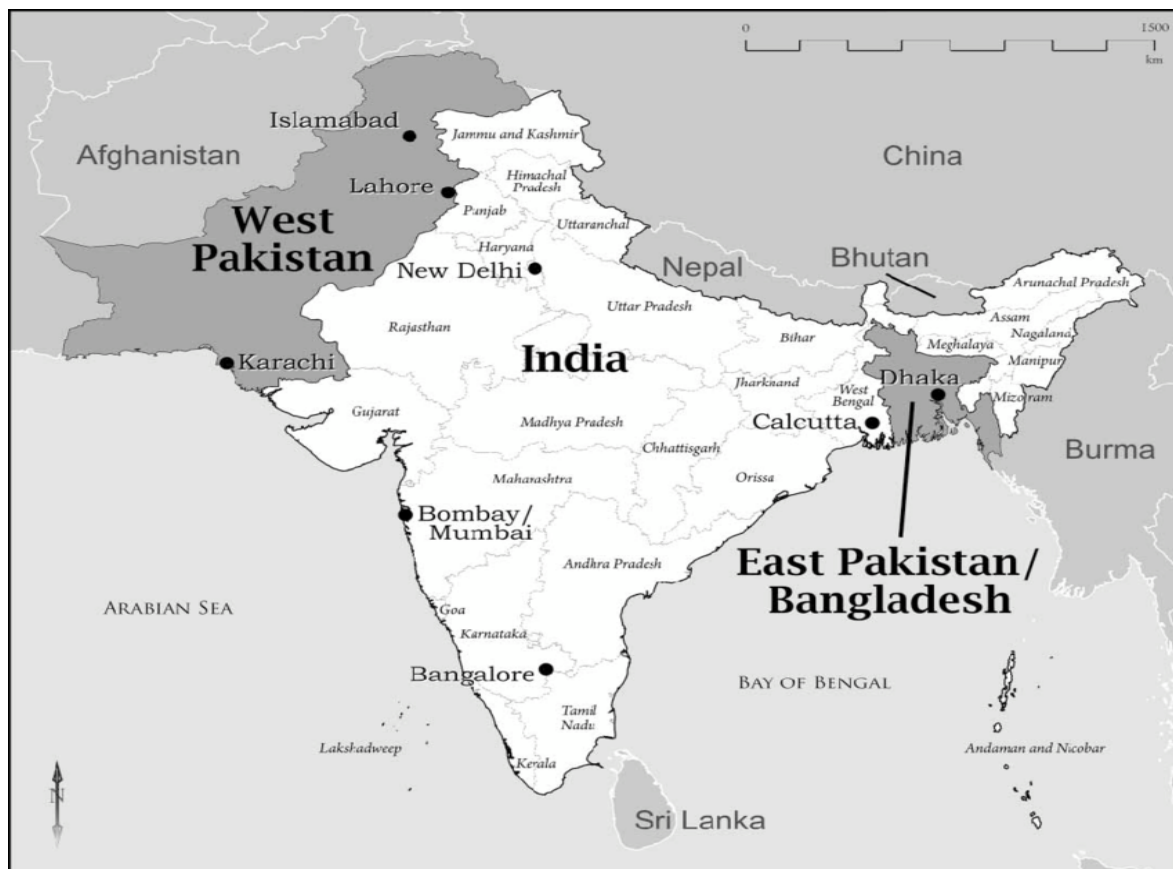 0
1500
km
Islamabad
Jammu and Kashmir
Afghanistan
China
Himachal
Pradesh
Lahore
Punjab
West
Pakistan
Uttaranchal
Haryana
New Delhi
Nepal
Bhutan
Arunachal Pradesh
Uttar Pradesh
Rajasthan
Assam
Nagaland
Bihar
Meghalaya
Manipur
India
Karachi
Dhaka
Jharknand
West
Bengal
Mizoram
Gujarat
Madhya Pradesh
Calcutta
Chhattisgarh
Burma
Maharashtra
Orissa
Bombay/
Mumbai
Andhra Pradesh
East Pakistan/
Bangladesh
Arabian Sea
Goa
Karnataka
Bangalore
Bay of Bengal
Tamil
Nadu
Lakshadweep
Andaman and Nicobar
Kerala
N
Sri Lanka